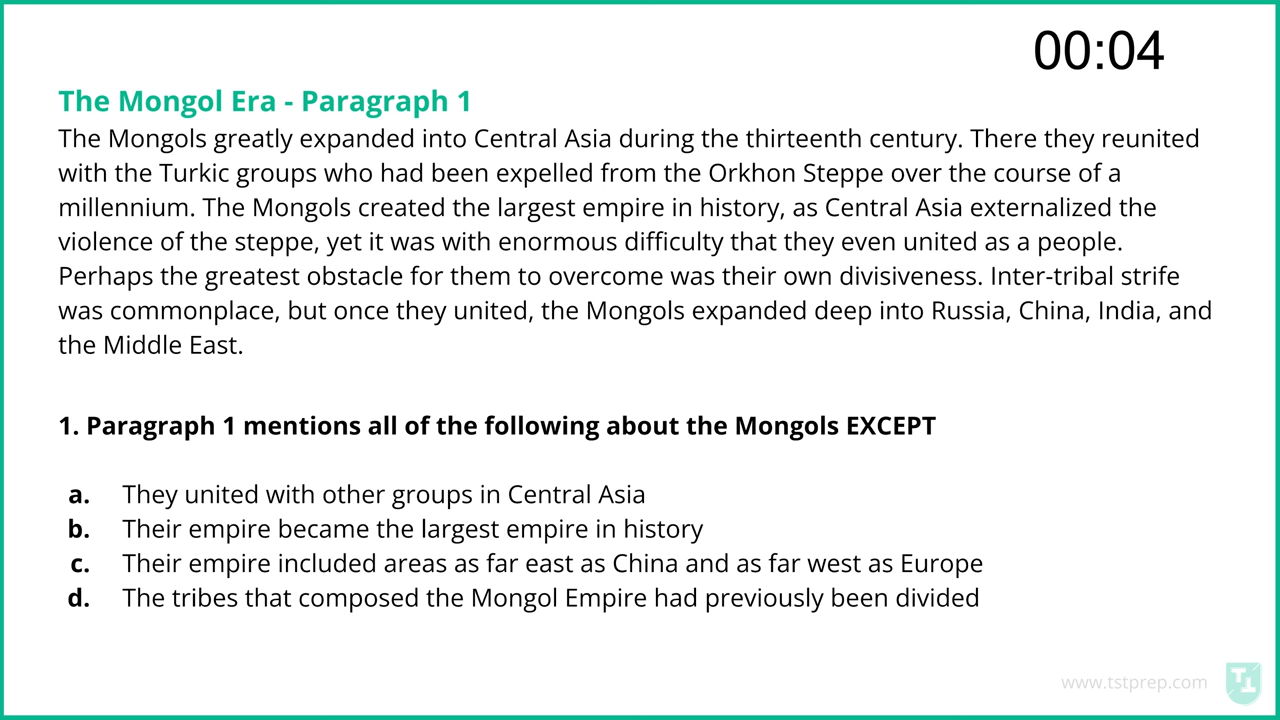 00:04
The Mongol Era - Paragraph 1
The Mongols greatly expanded into Central Asia during the thirteenth century. There they reunited
with the Turkic groups who had been expelled from the Orkhon Steppe over the course of a
millennium. The Mongols created the largest empire in history, as Central Asia externalized the
violence of the steppe, yet it was with enormous difficulty that they even united as a people.
Perhaps the greatest obstacle for them to overcome was their own divisiveness. Inter-tribal strife
was commonplace, but once they united, the Mongols expanded deep into Russia, China, India, and
the Middle East.
1. Paragraph 1 mentions all of the following about the Mongols EXCEPT
a. They united with other groups in Central Asia
b. Their empire became the largest empire in history
c. Their empire included areas as far east as China and as far west as Europe
d. The tribes that composed the Mongol Empire had previously been divided
www.tstprep.com